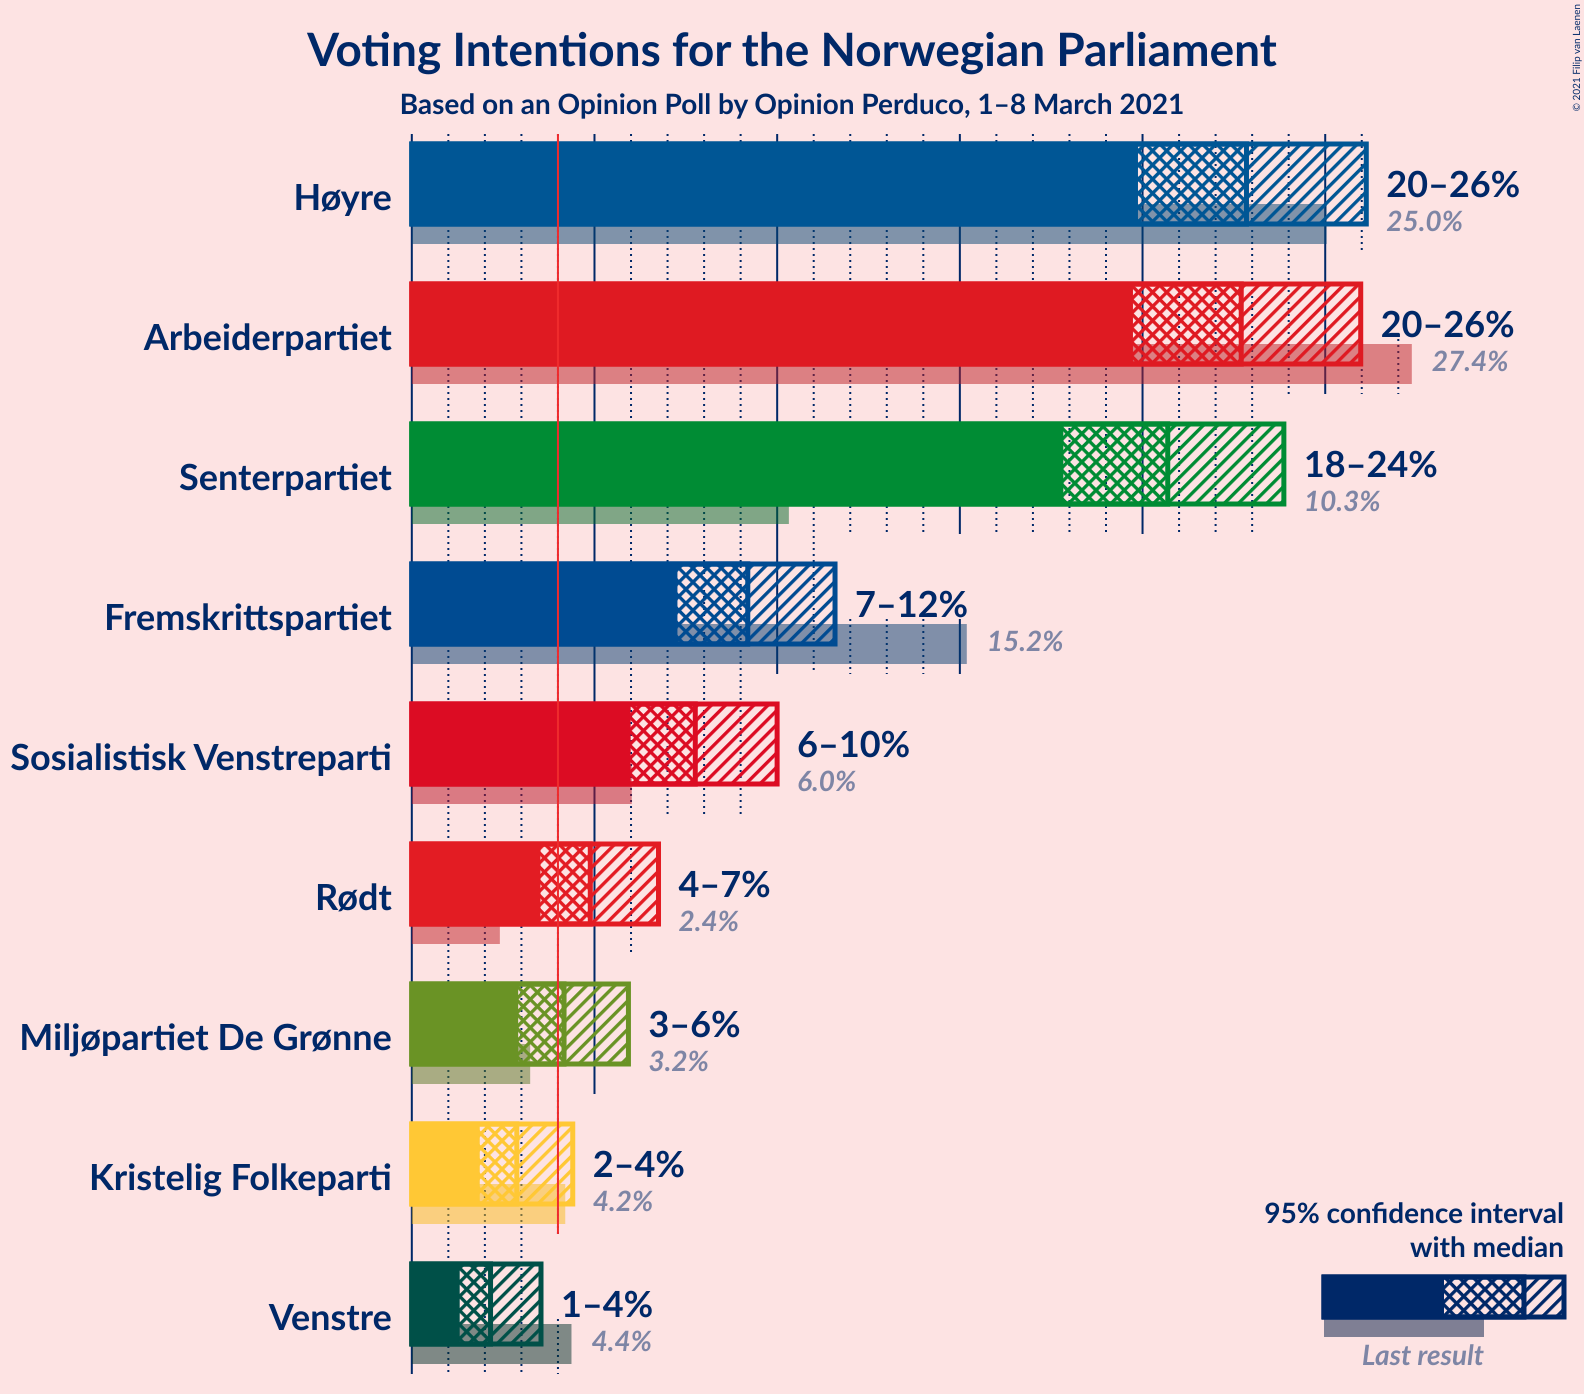 Voting Intentions for the Norwegian Parliament
Based on an Opinion Poll by Opinion Perduco, 1–8 March 2021
© 2021 Filip van Laenen
Høyre
20–26%
25.0%
Arbeiderpartiet
20–26%
27.4%
Senterpartiet
18–24%
10.3%
Fremskrittspartiet
7–12%
15.2%
Sosialistisk Venstreparti
6–10%
6.0%
Rødt
4–7%
2.4%
Miljøpartiet De Grønne
3–6%
3.2%
Kristelig Folkeparti
2–4%
4.2%
Venstre
1–4%
4.4%
95% confidence interval
with median
Last result